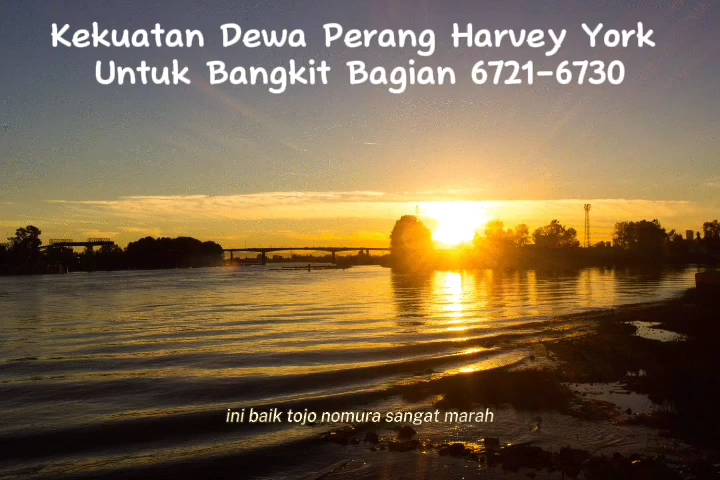 Kekuatan Dewa Perang Harvey York
Untuk Bangkit Bagian 6721-6730
ini baik tojo nomura sangat marah